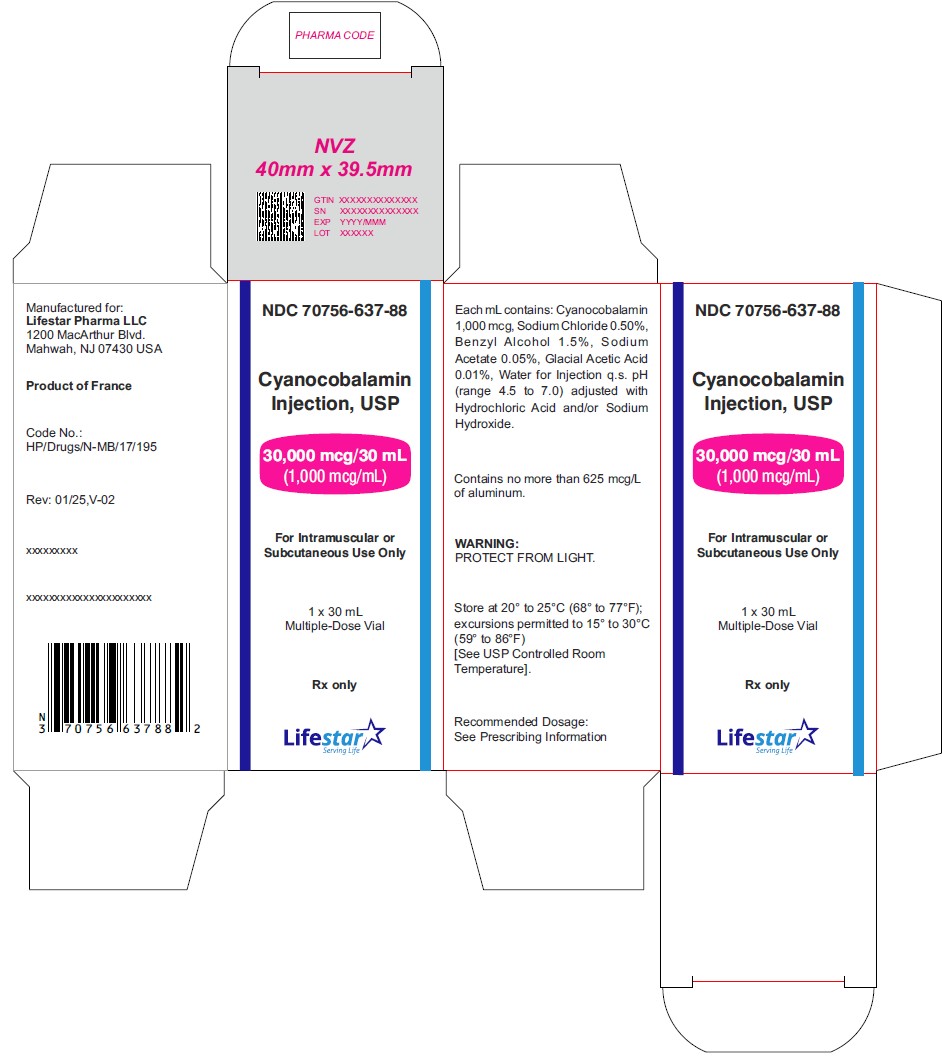 PHARMA CODE
NVZ
40mm x 39.5mm
GTIN XXXXXXXXXXXXXX
SN XXXXXXXXXXXXXX
EXP YYYY/MMM
LOT XXXXXX
Manufactured for:
Lifestar Pharma LLC
1200 MacArthur Blvd.
Mahwah, NJ 07430 USA
Product of France
Code No.:
HP/Drugs/N-MB/17/195
Rev: 01/25,V-02
xxxxxxxxx
xxxxxxxxxxxxxxxxxxxxxx
N
3 70756 63788 2
NDC 70756-637-88
Cyanocobalamin
Injection, USP
30,000 mcg/30 mL
(1,000 mcg/mL)
For Intramuscular or
Subcutaneous Use Only
1 x 30 mL
Multiple-Dose Vial
Rx only
Lifestar
Serving Life
Each mL contains: Cyanocobalamin
1,000 mcg, Sodium Chloride 0.50%,
Benzyl Alcohol 1.5%, Sodium
Acetate 0.05%, Glacial Acetic Acid
0.01%, Water for Injection q.s. pH
(range 4.5 to 7.0) adjusted with
Hydrochloric Acid and/or Sodium
Hydroxide.
Contains no more than 625 mcg/L
of aluminum.
WARNING:
PROTECT FROM LIGHT.
Store at 20° to 25°C (68° to 77°F);
excursions permitted to 15° to 30°C
(59° to 86°F)
[See USP Controlled Room
Temperature].
Recommended Dosage:
See Prescribing Information
NDC 70756-637-88
Cyanocobalamin
Injection, USP
30,000 mcg/30 mL
(1,000 mcg/mL)
For Intramuscular or
Subcutaneous Use Only
1 x 30 mL
Multiple-Dose Vial
Rx only
Lifestar
Serving Life